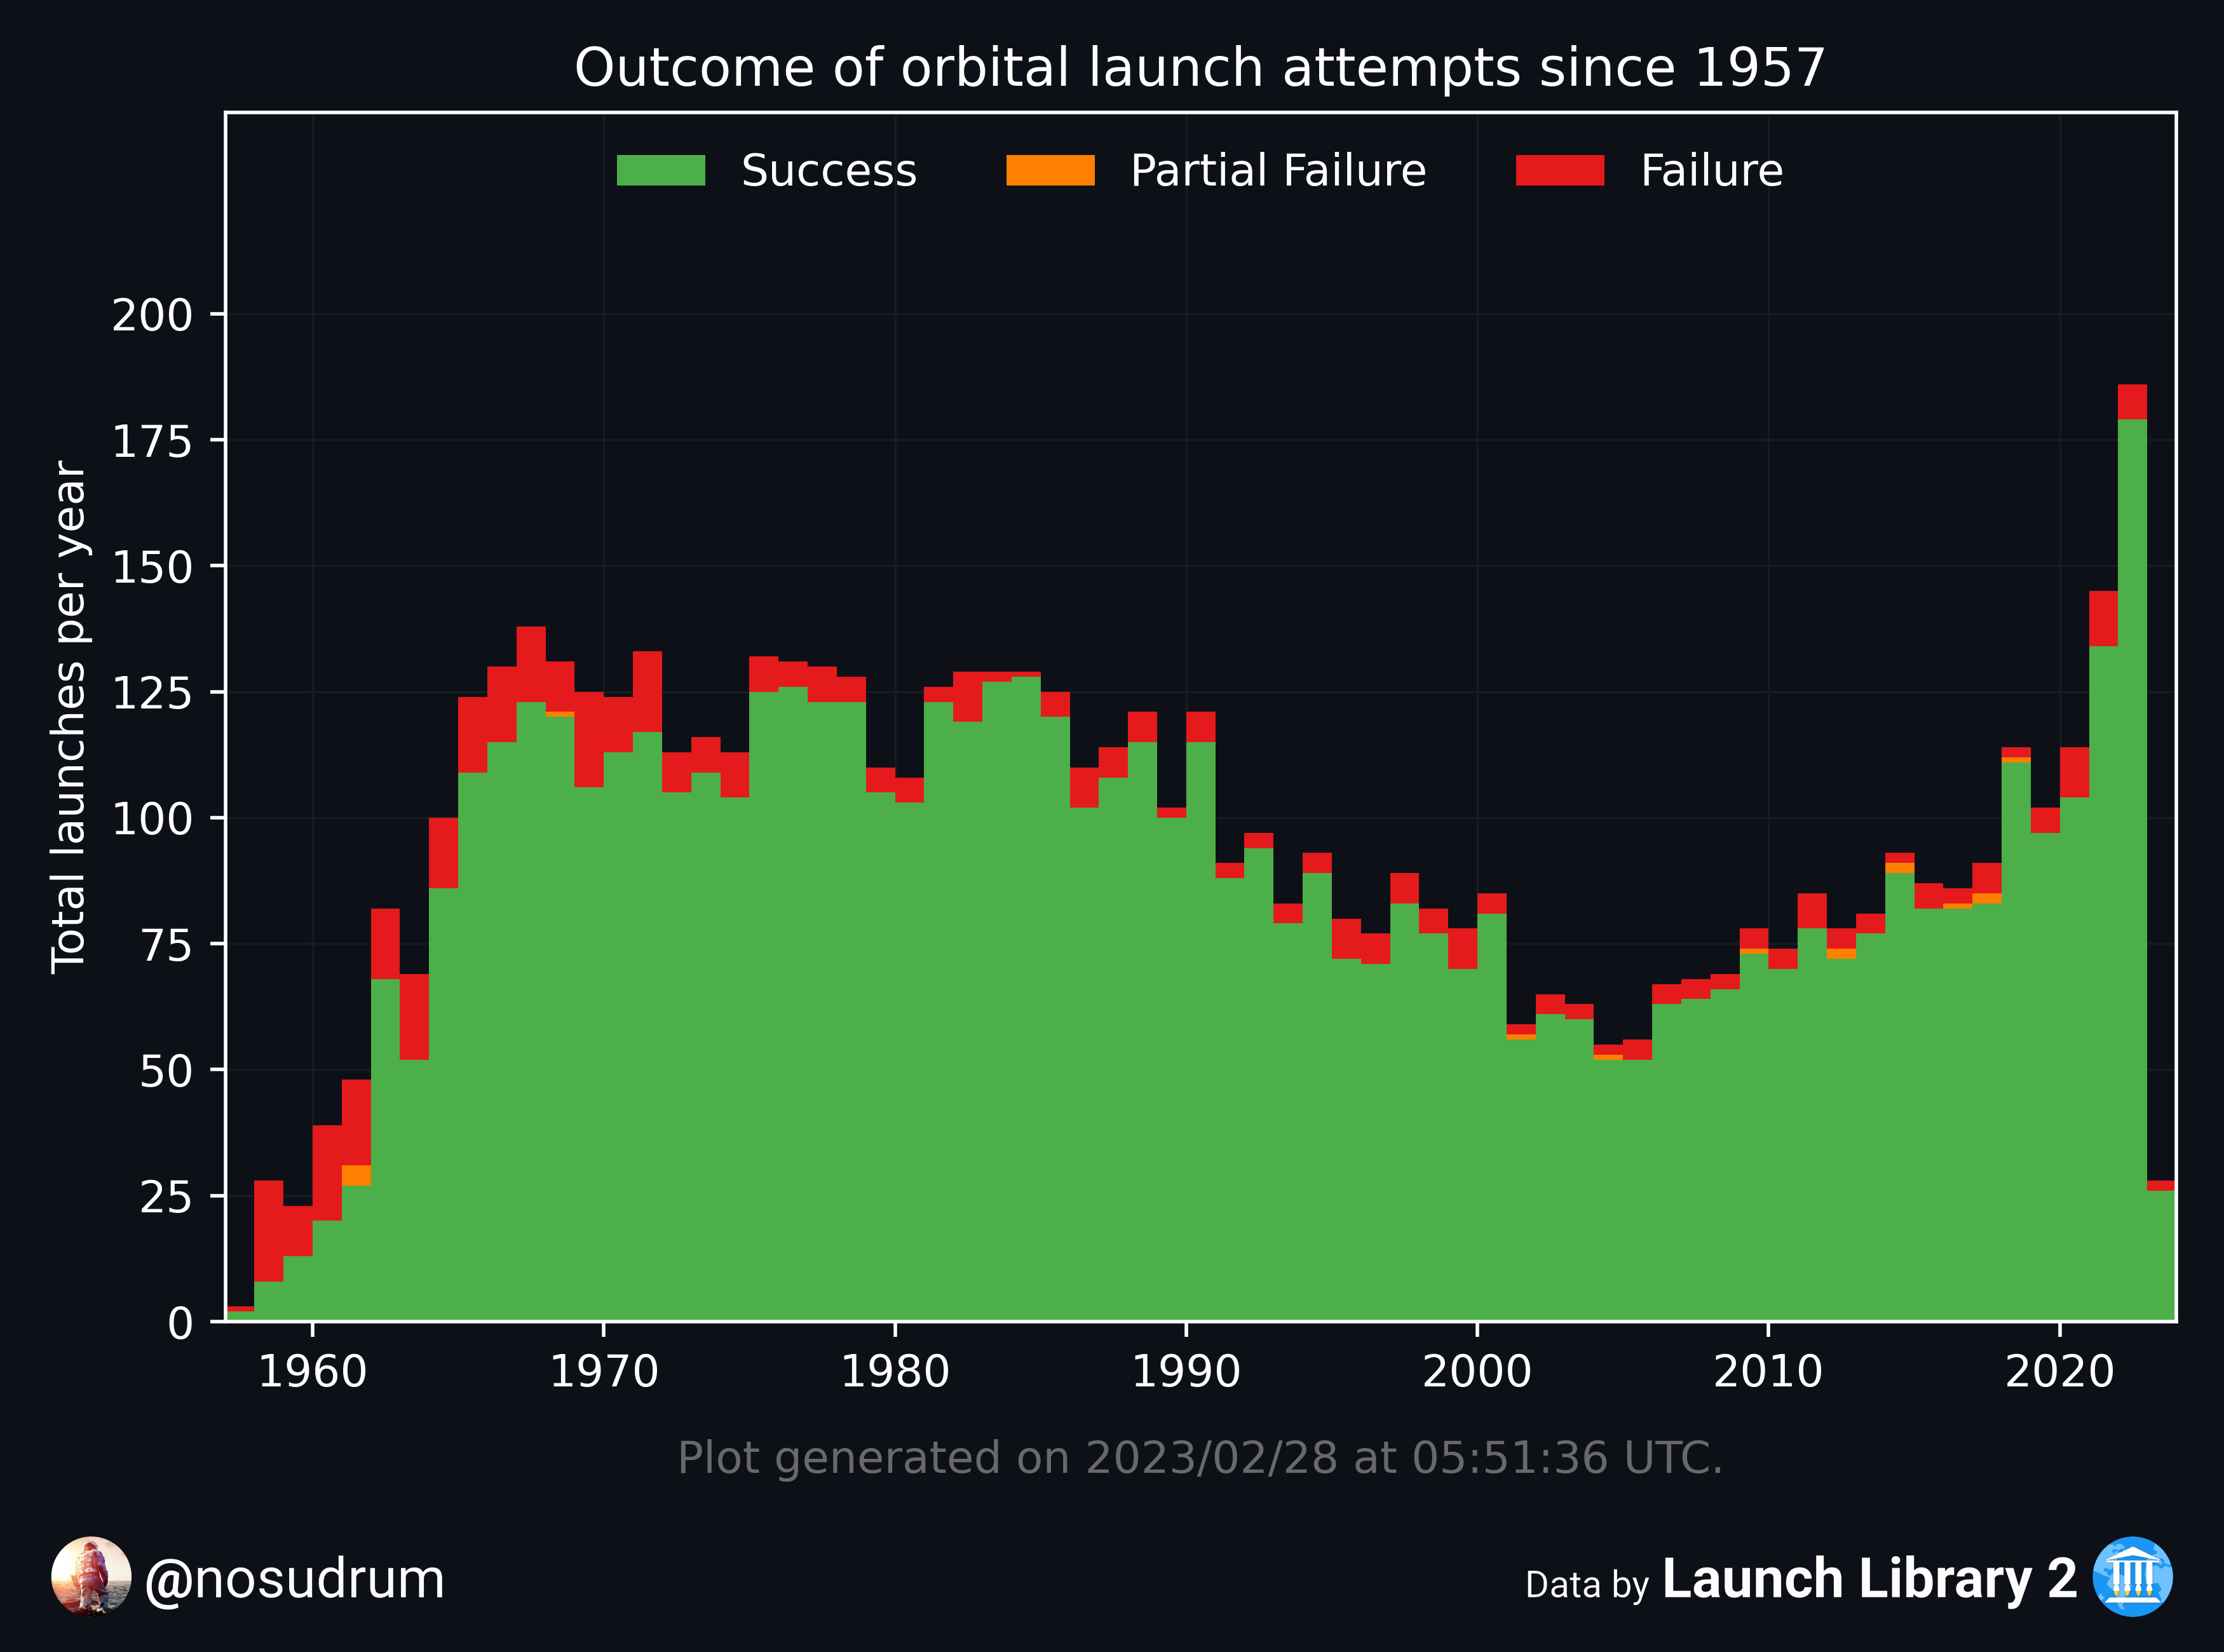 Outcome of orbital launch attempts since 1957
Success Partial Failure Failure
Total launches per year
200
175
150
125
100
75
50
25
0
1960 1970 1980 1990 2000 2010 2020
Plot generated on 2023/02/28 at 05:51:36 UTC.
@nosudrum
Data by Launch Library 2